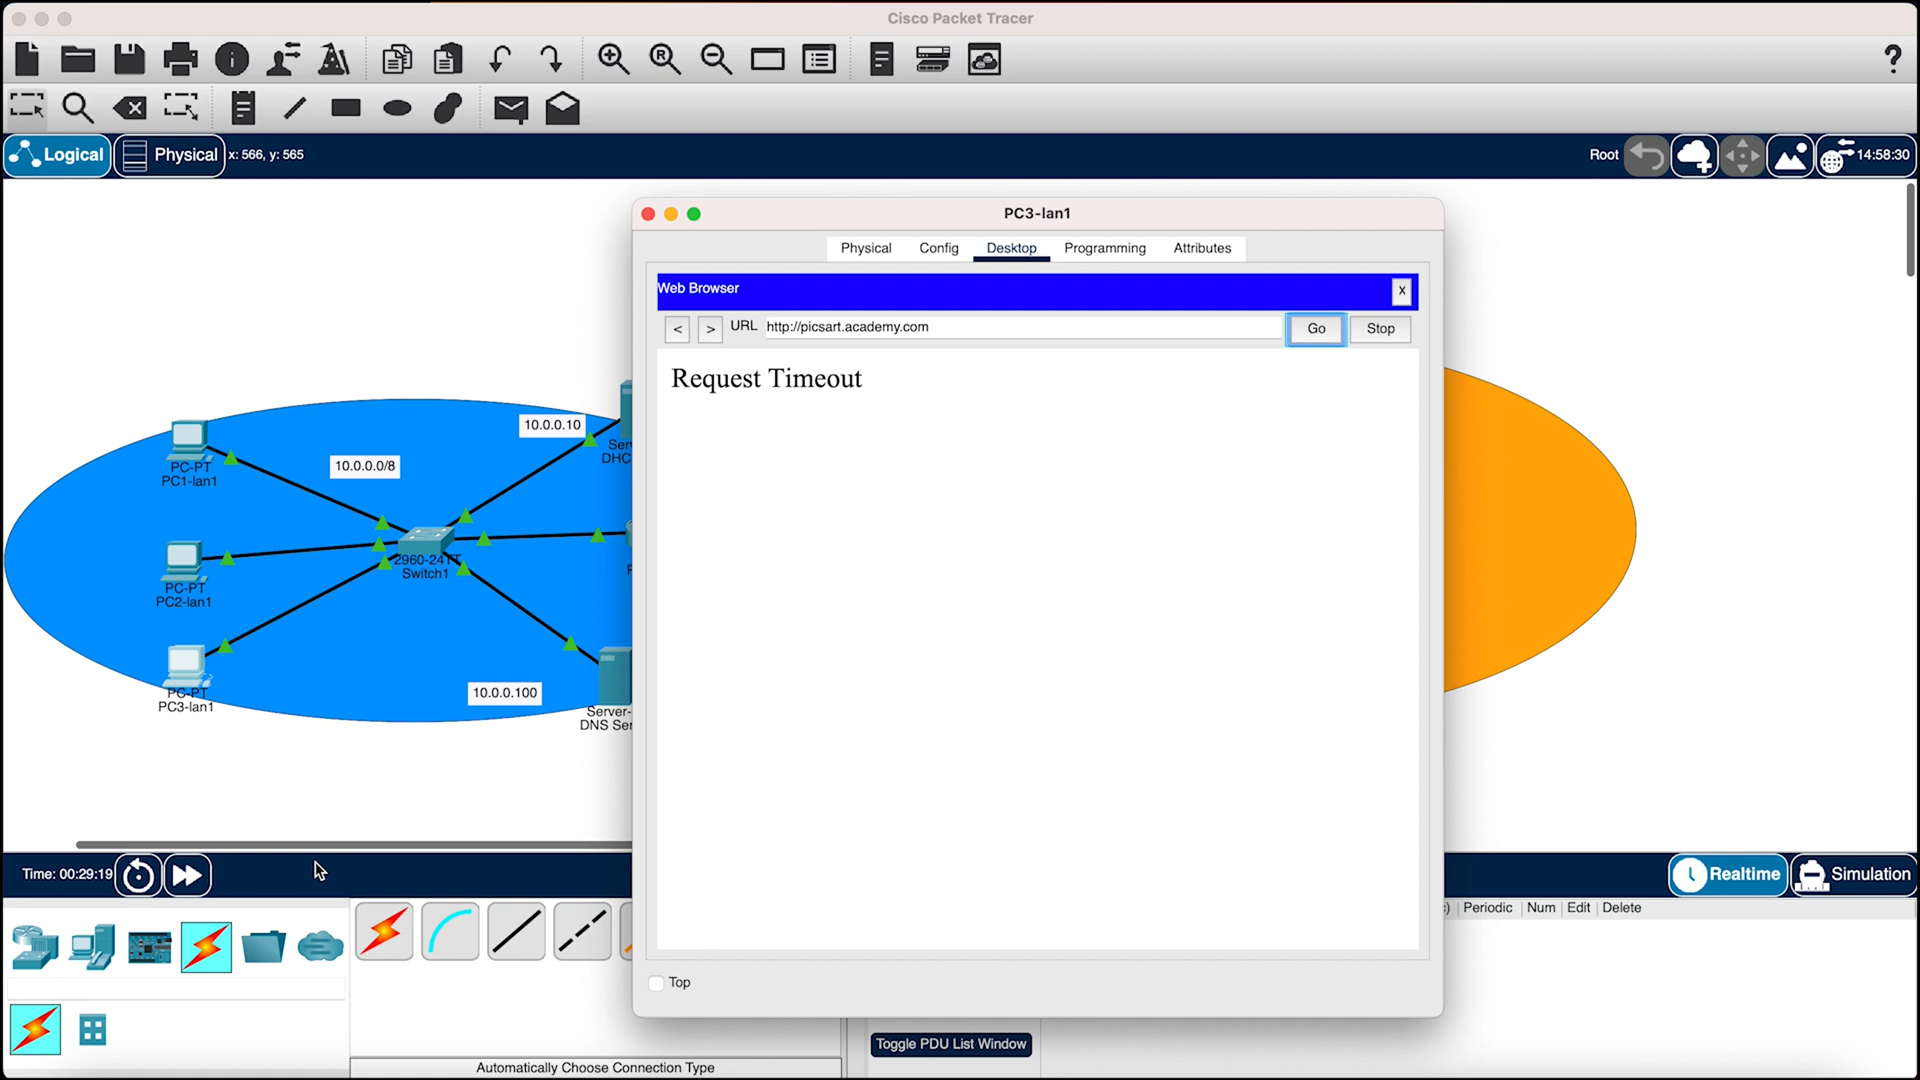 Cisco Packet Tracer
?
Logical
Physical
x: 566, y: 565
Root
14:58:30
PC3-lan1
Physical
Config
Desktop
Programming
Attributes
Web Browser
X
<
>
URL
http://picsart.academy.com
Go
Stop
Request Timeout
10.0.0.10
10.0.0.0/8
PC-PT
PC1-lan1
Ser
DHC
2960-24TT
Switch1
PC-PT
PC2-lan1
PC-PT
PC3-lan1
10.0.0.100
Server-
DNS Ser
Time: 00:29:19
Realtime
Simulation
Periodic
Num
Edit
Delete
Top
Toggle PDU List Window
Automatically Choose Connection Type